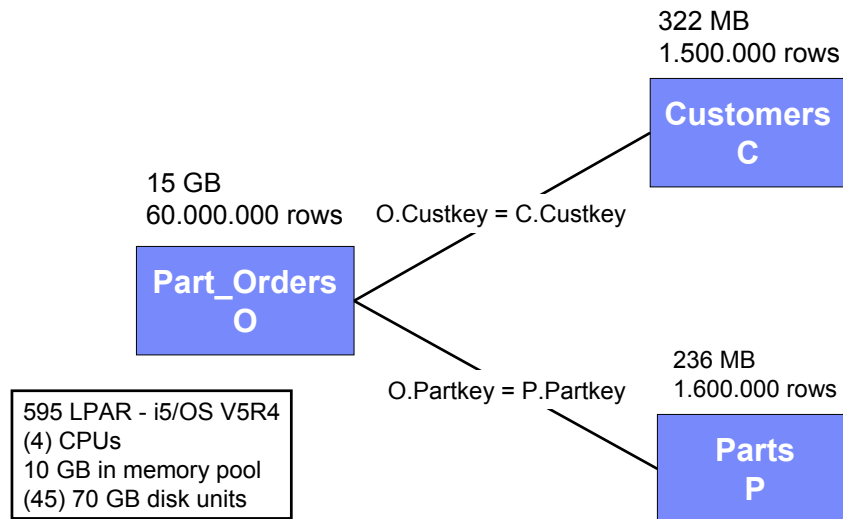 322 MB
1.500.000 rows
Customers
C
15 GB
60.000.000 rows
O.Custkey = C.Custkey
Part_Orders
O
236 MB
1.600.000 rows
O.Partkey = P.Partkey
595 LPAR - i5/OS V5R4
(4) CPUs
10 GB in memory pool
(45) 70 GB disk units
Parts
P